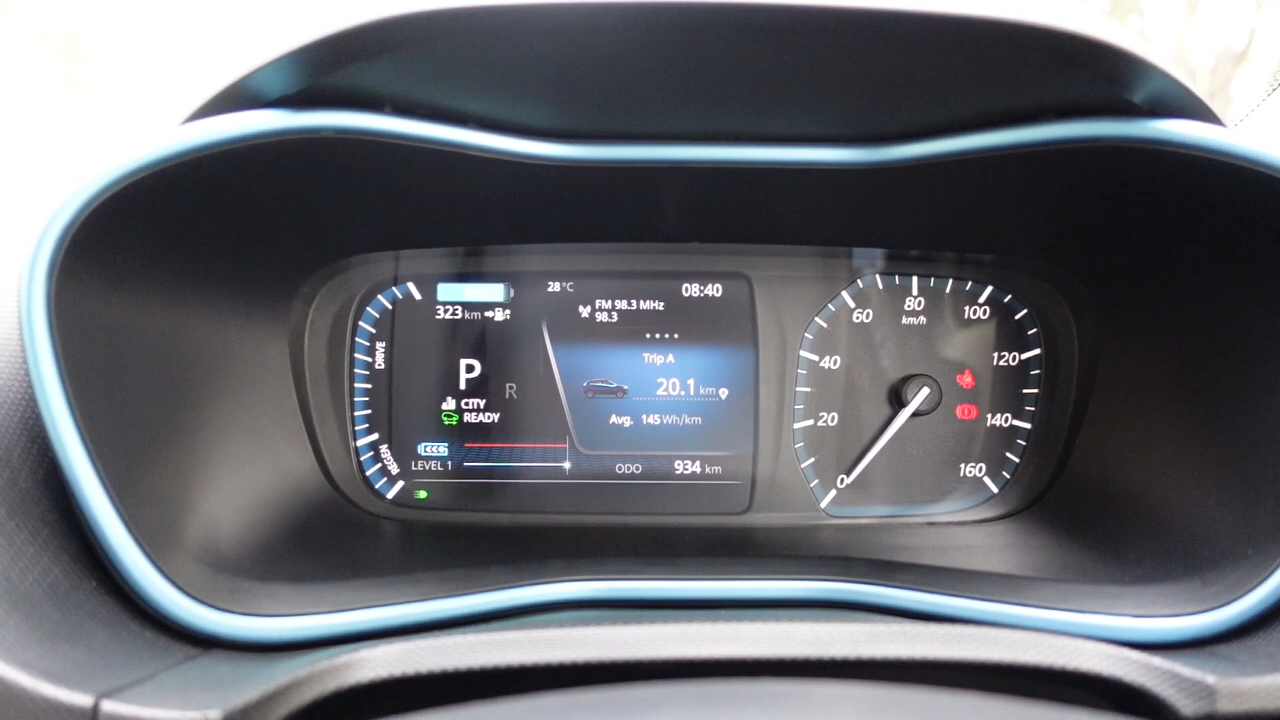 28°C
08:40
323 km
FM 98.3 MHz
98.3
DRIVE
P
R
CITY
READY
Trip A
20.1 km
Avg. 145 Wh/km
REGEN
LEVEL 1
ODO 934 km
0
20
40
60
80
km/h
100
120
140
160